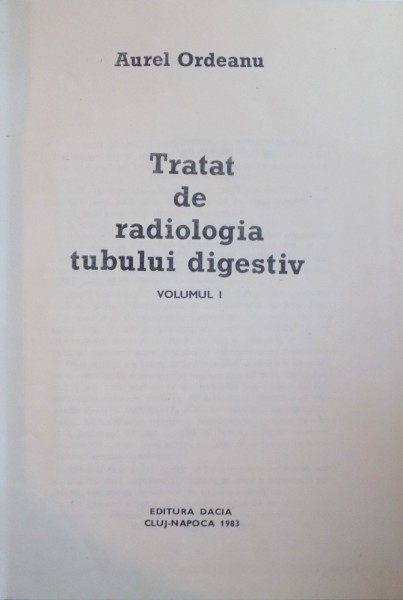 Aurel Ordeanu
Tratat
de
radiologia
tubului digestiv
VOLUMUL I
EDITURA DACIA
CLUJ-NAPOCA 1983